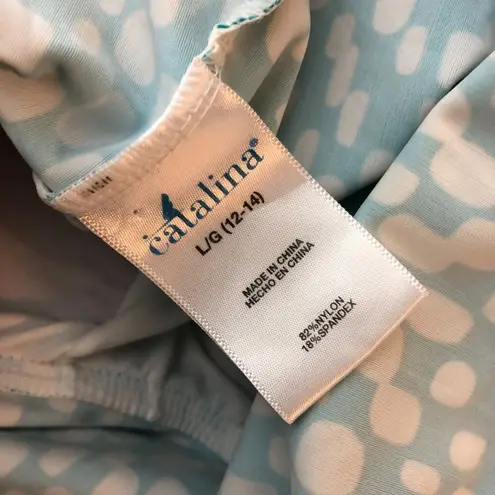 catalina®
L/G (12-14)
MADE IN CHINA
HECHO EN CHINA
82%NYLON
18%SPANDEX